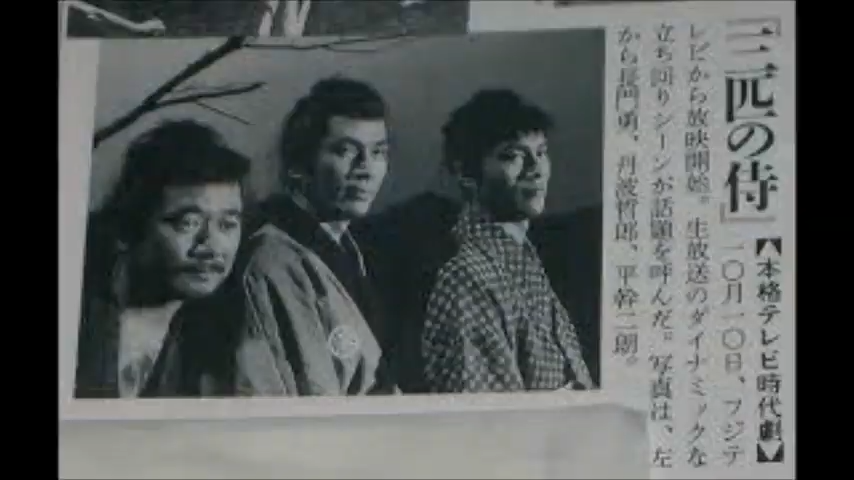 【本格テレビ時代劇】
『三匹の侍』一〇月一〇日、フジテ
レビから放映開始。生放送のダイナミックな
立ち回りシーンが話題を呼んだ。写真は、左
から長門勇、丹波哲郎、平幹二朗。